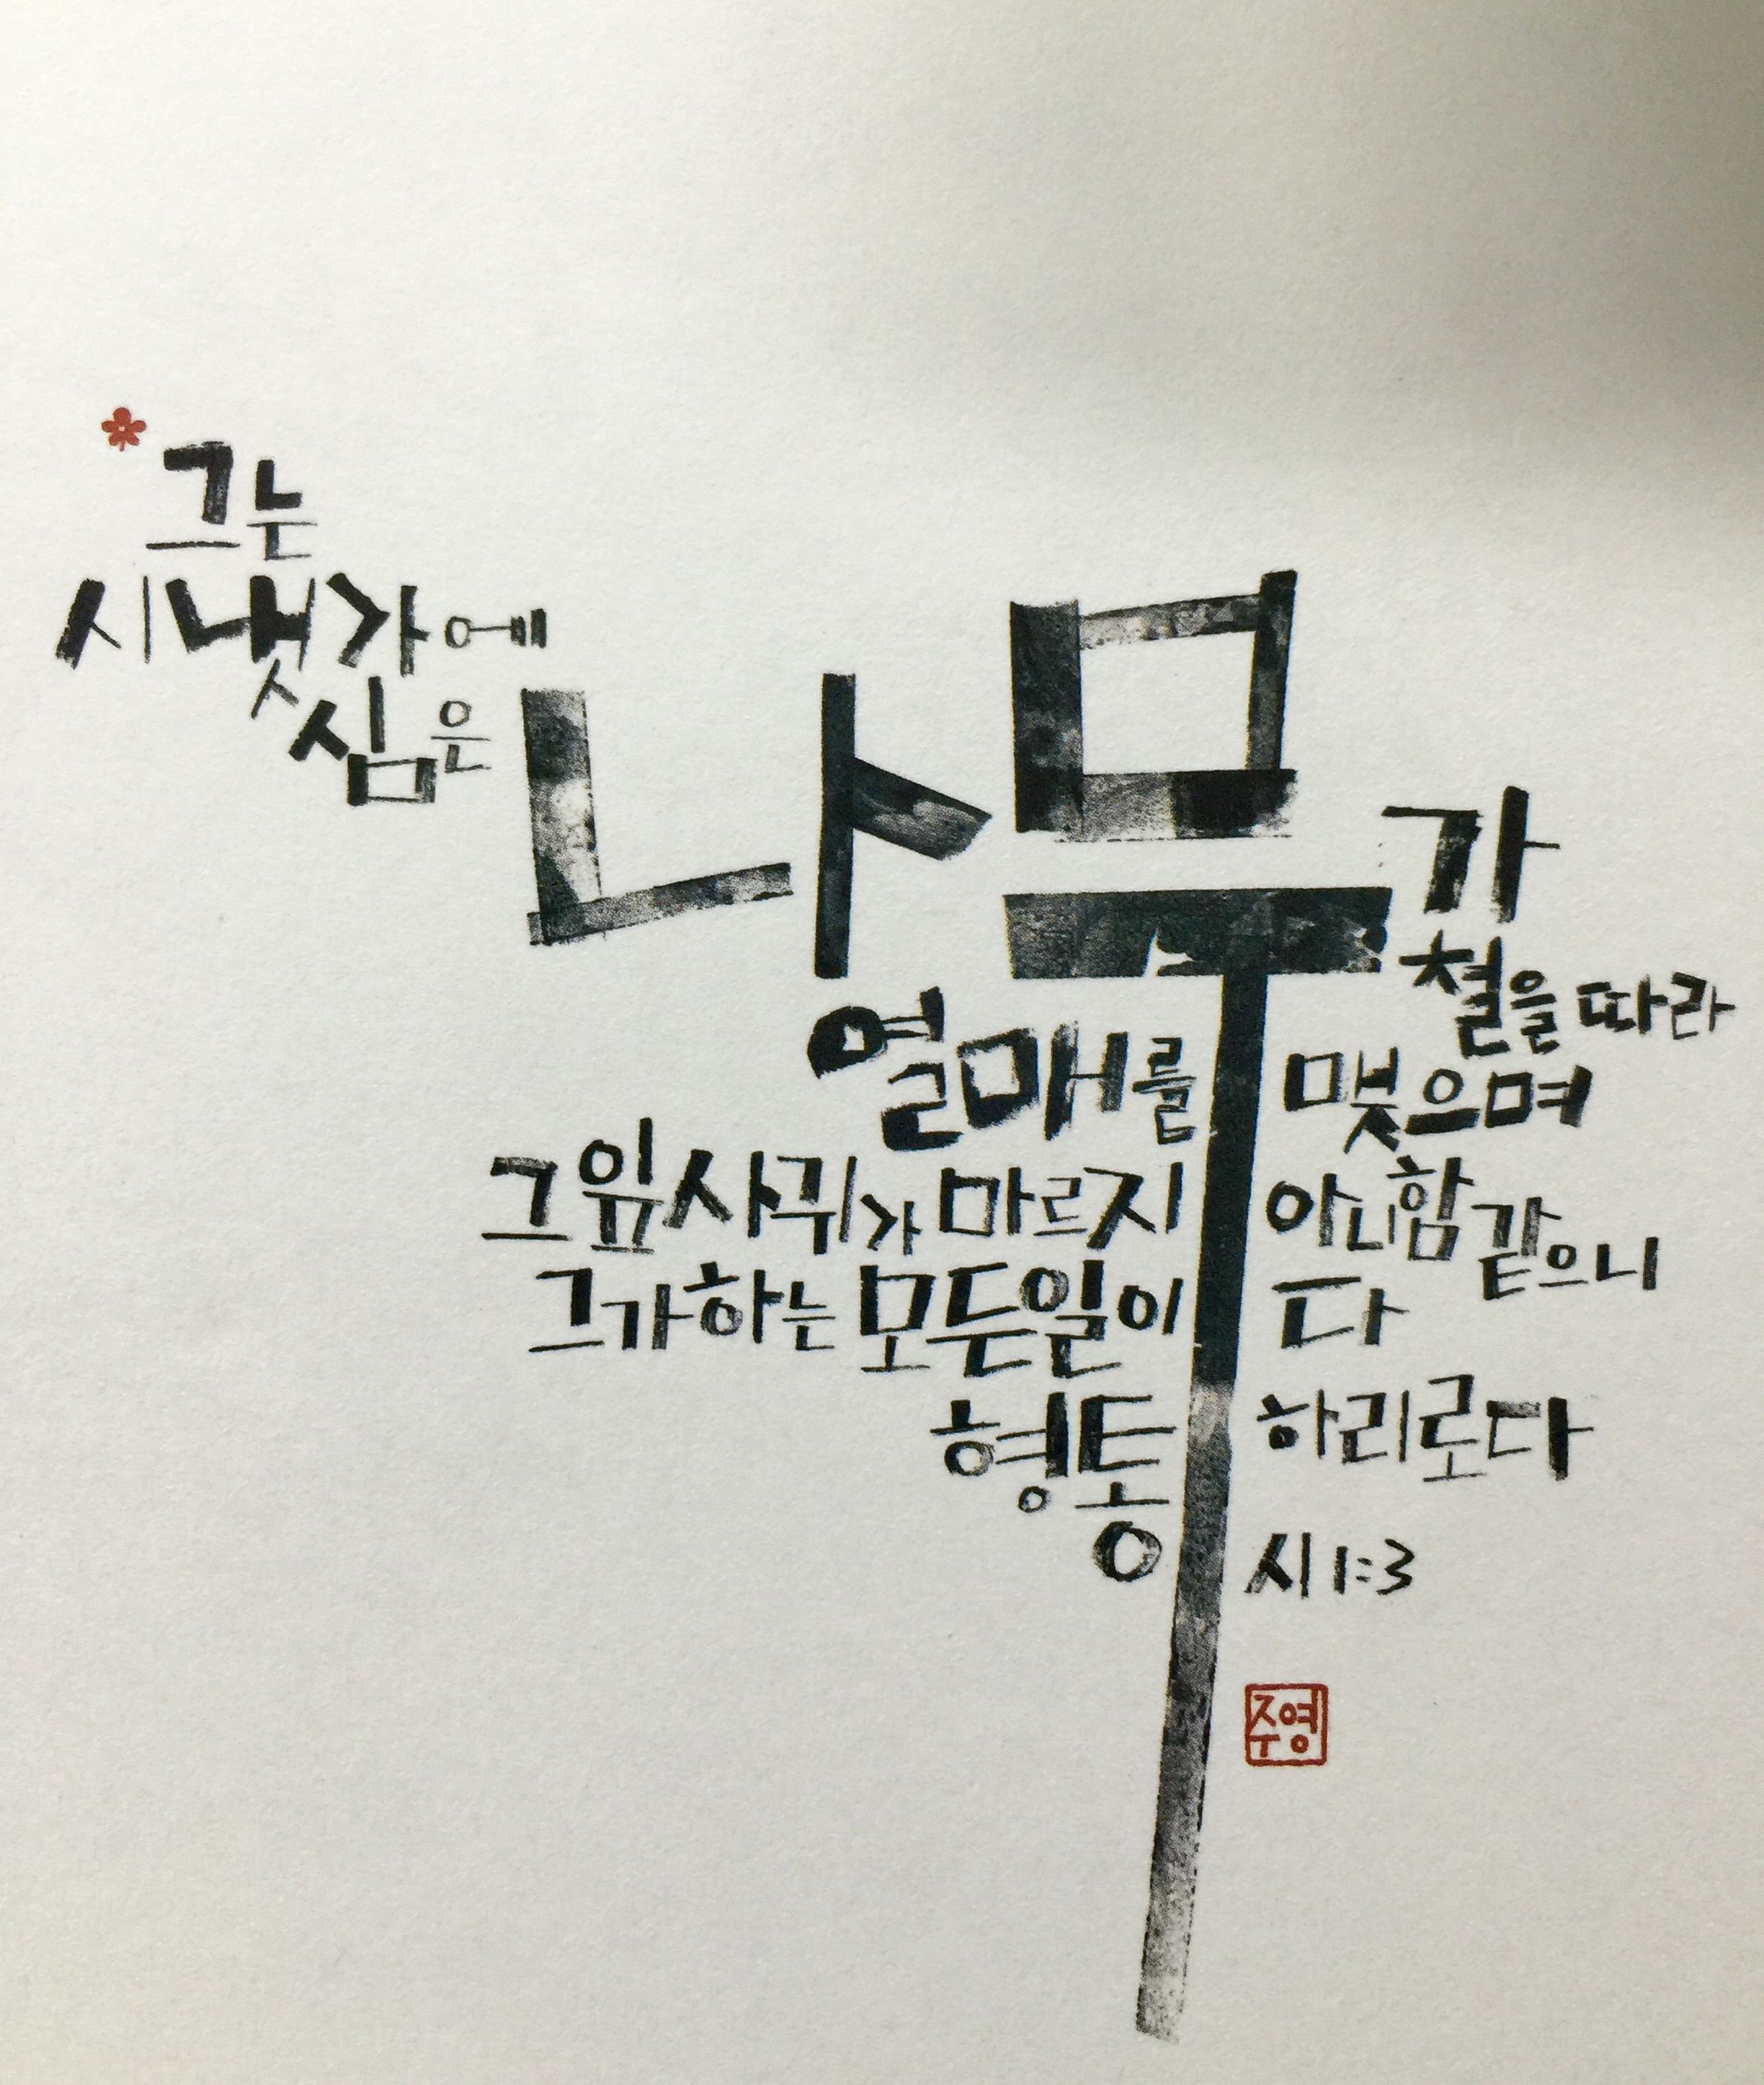 그는
시냇가에
심은
나무가
철을 따라
열매를 맺으며
그 잎사귀가 마르지 아니함 같으니
그가 하는 모든 일이 다
형통하리로다
시 1:3
주영